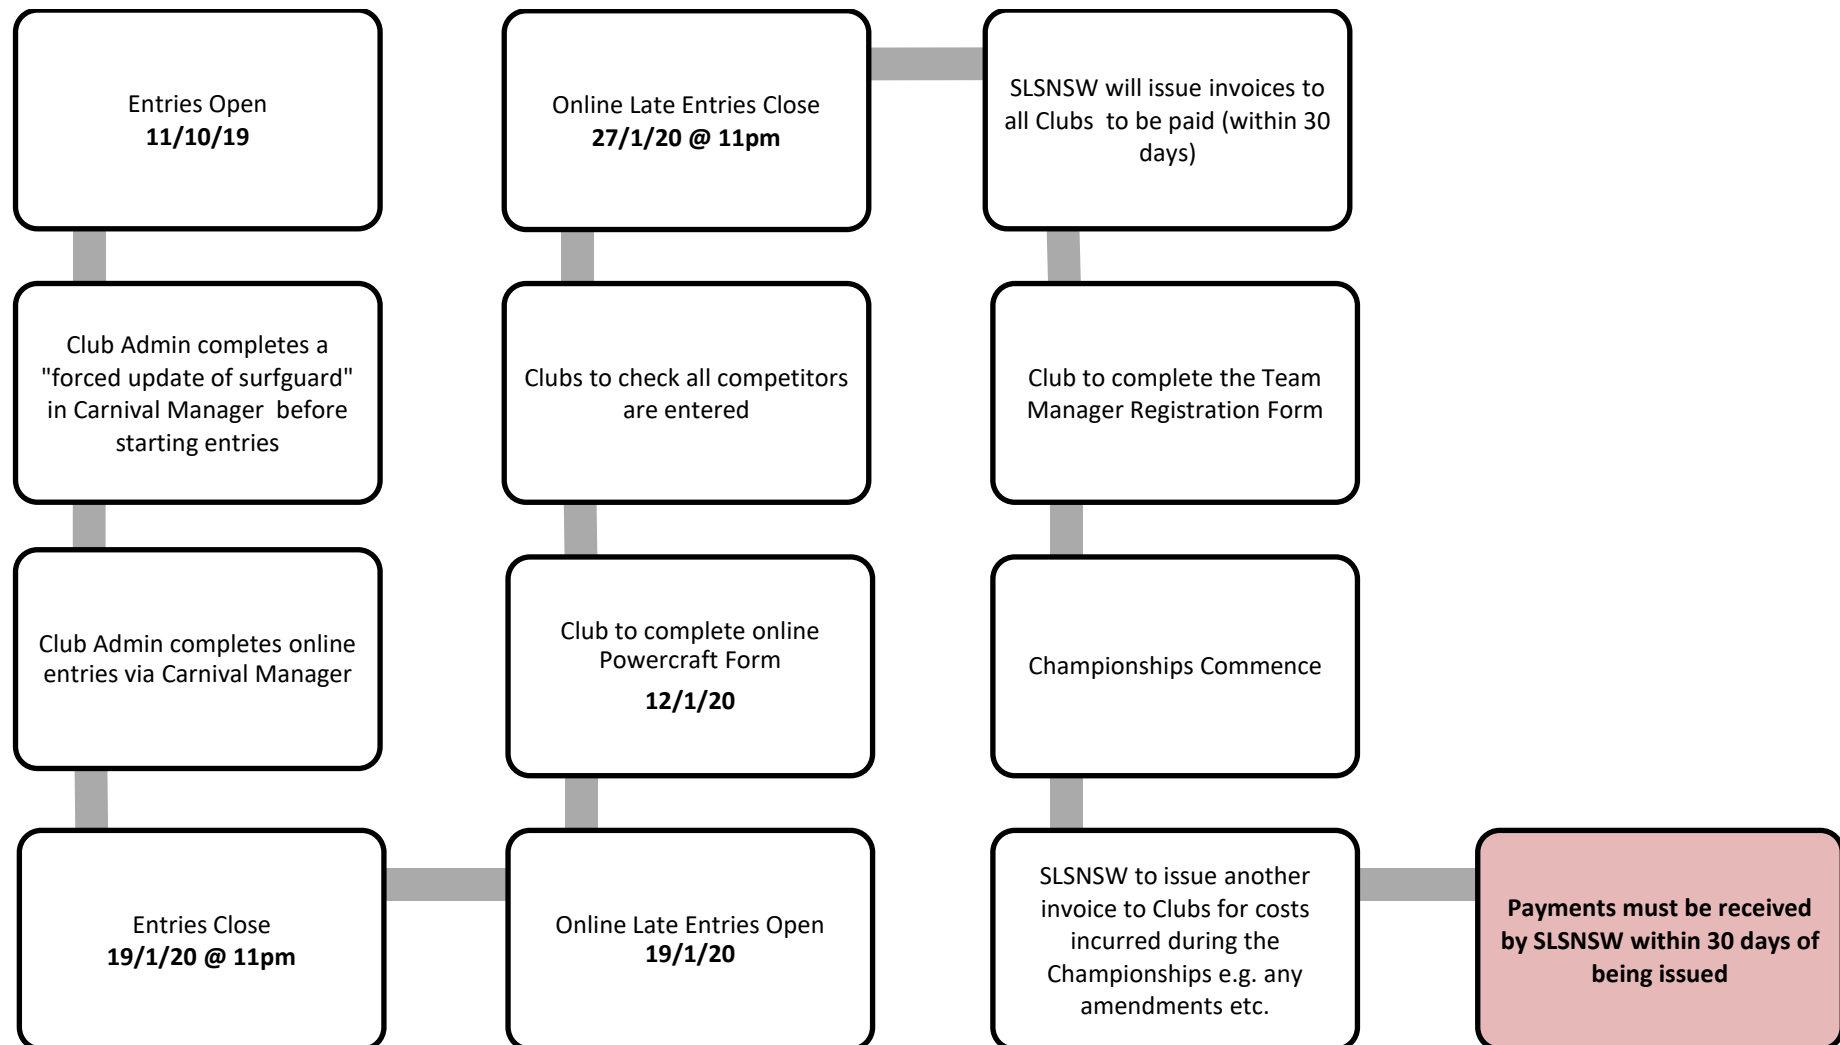 Entries Open
11/10/19
Club Admin completes a
"forced update of surfguard"
in Carnival Manager  before
starting entries
Club Admin completes online
entries via Carnival Manager
Entries Close
19/1/20 @ 11pm
Online Late Entries Open
19/1/20
Club to complete online
Powercraft Form
12/1/20
Clubs to check all competitors
are entered
Online Late Entries Close
27/1/20 @ 11pm
SLSNSW will issue invoices to
all Clubs  to be paid (within 30
days)
Club to complete the Team
Manager Registration Form
Championships Commence
SLSNSW to issue another
invoice to Clubs for costs
incurred during the
Championships e.g. any
amendments etc.
Payments must be received
by SLSNSW within 30 days of
being issued